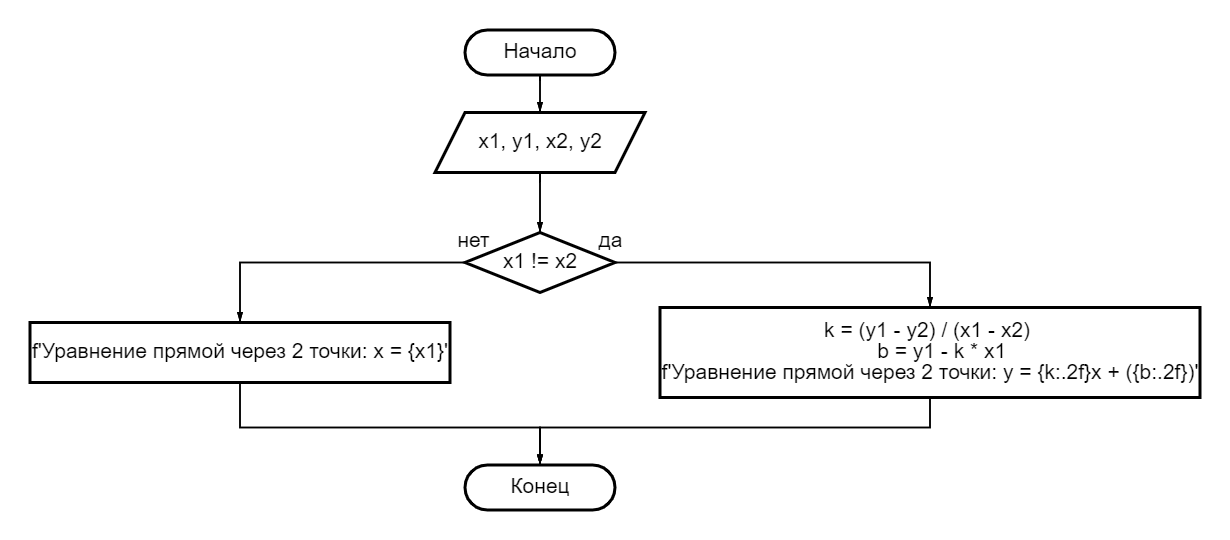 Начало
x1, y1, x2, y2
нет
да
x1 != x2
f'Уравнение прямой через 2 точки: x = {x1}'
k = (y1 - y2) / (x1 - x2)
b = y1 - k * x1
f'Уравнение прямой через 2 точки: y = {k:.2f}x + ({b:.2f})'
Конец